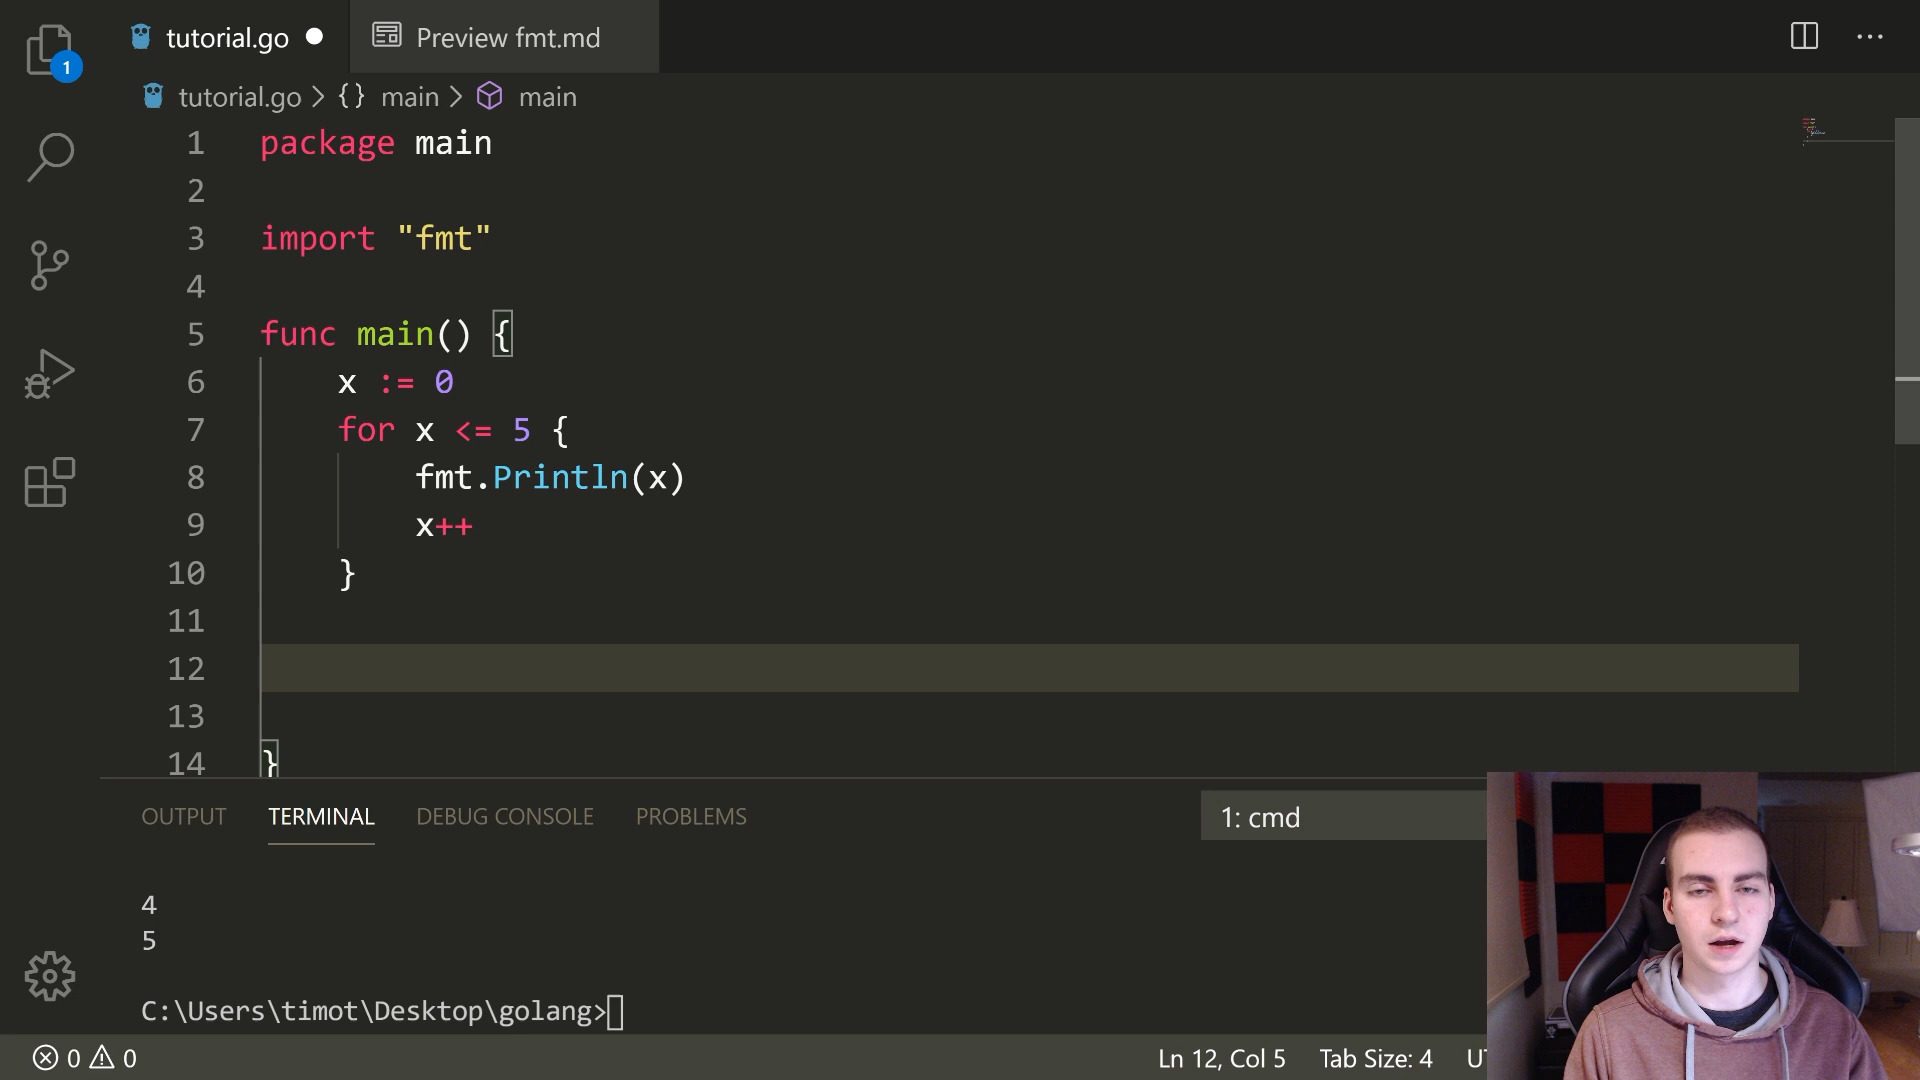 tutorial.go
Preview fmt.md
1
tutorial.go > {} main > main
1 package main
2
3 import "fmt"
4
5 func main() {
6 x := 0
7 for x <= 5 {
8 fmt.Println(x)
9 x++
10 }
11
12
13
14 }
OUTPUT TERMINAL DEBUG CONSOLE PROBLEMS 1: cmd
4
5
C:\Users\timot\Desktop\golang>
0 0 Ln 12, Col 5 Tab Size: 4